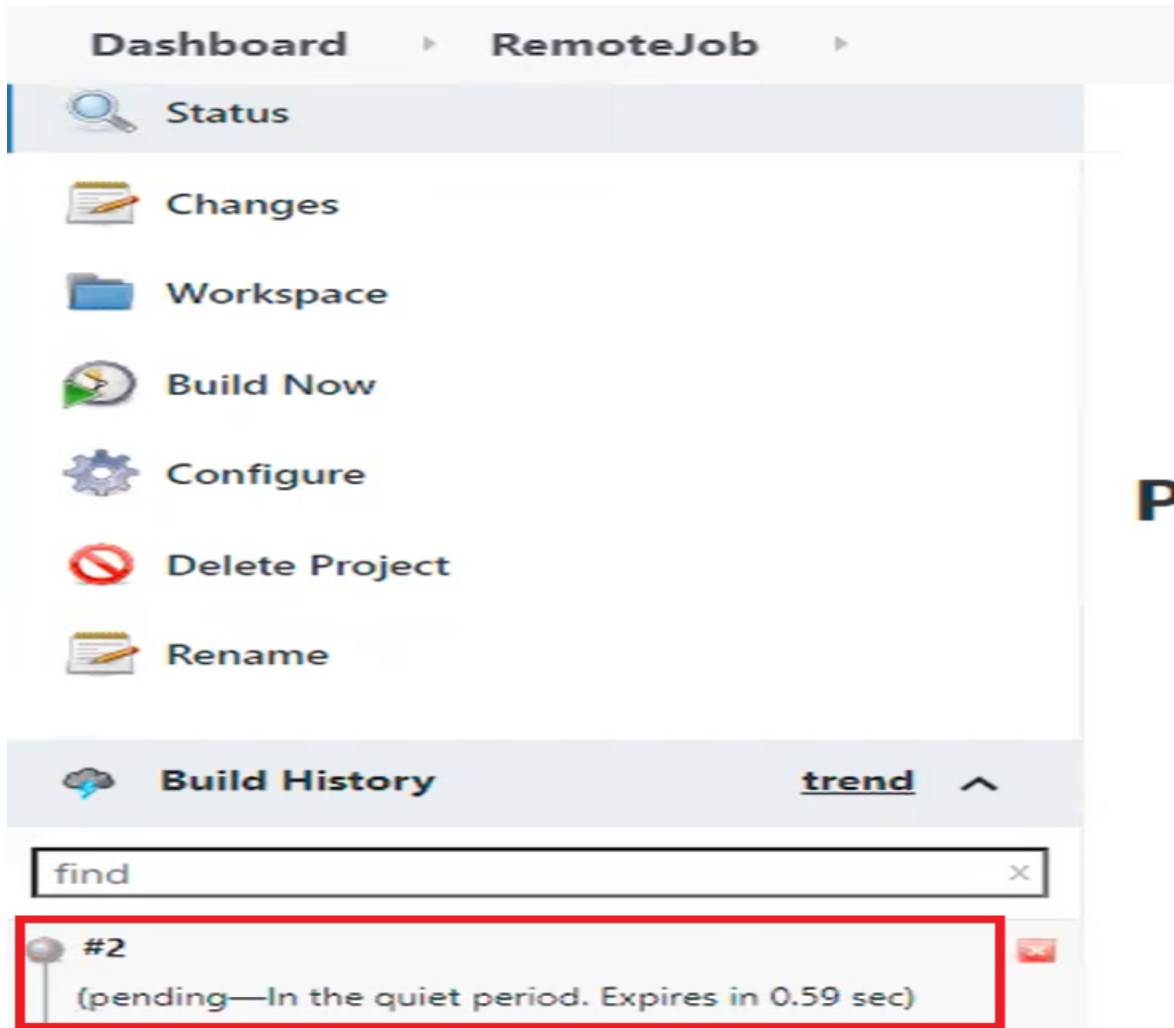 Dashboard RemoteJob
Status
Changes
Workspace
Build Now
Configure
Delete Project
Rename
P
Build History trend
find
#2
(pending—In the quiet period. Expires in 0.59 sec)